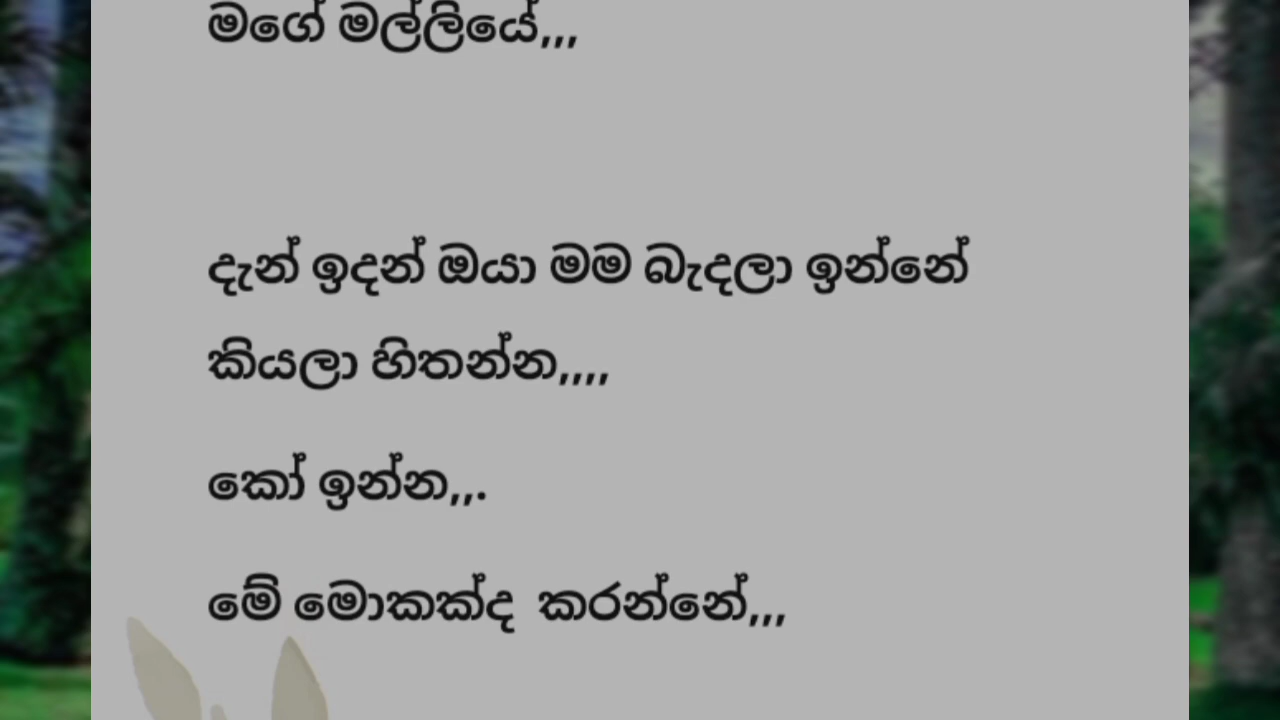 මගේ මල්ලියේ,,,
දැන් ඉදන් ඔයා මම බැදලා ඉන්නේ
කියලා හිතන්න,,,,
කෝ ඉන්න,,.
මේ මොකක්ද කරන්නේ,,,